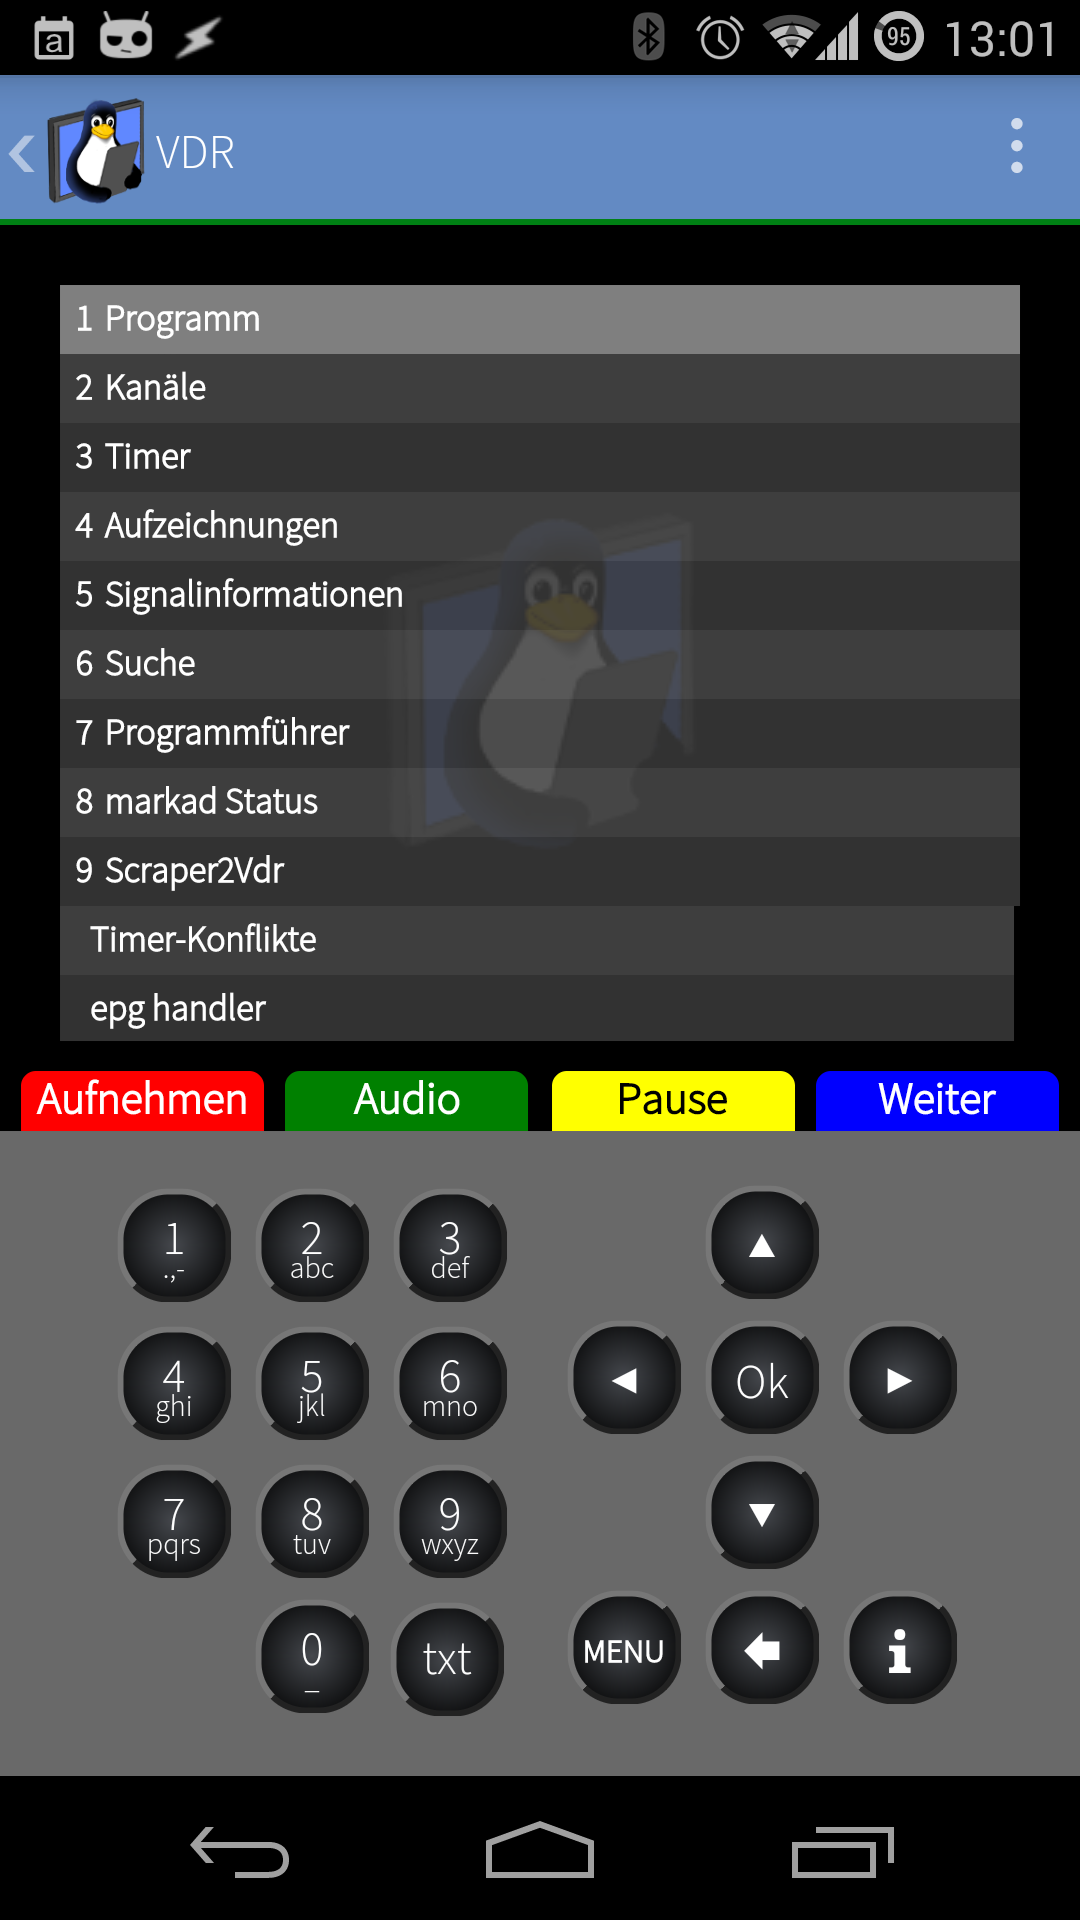 a
95
13:01
VDR
1 Programm
2 Kanäle
3 Timer
4 Aufzeichnungen
5 Signalinformationen
6 Suche
7 Programmführer
8 markad Status
9 Scraper2Vdr
Timer-Konflikte
epg handler
Aufnehmen Audio Pause Weiter
1 2 3
.,- abc def
4 5 6 Ok
ghi jkl mno
7 8 9
pqrs tuv wxyz
0 txt MENU i
_